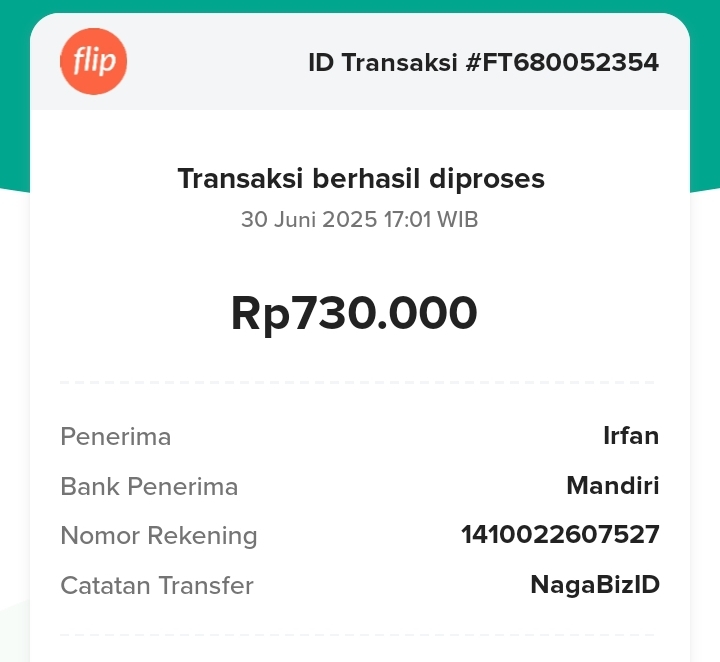 flip
ID Transaksi #FT680052354
Transaksi berhasil diproses
30 Juni 2025 17:01 WIB
Rp730.000
Penerima Irfan
Bank Penerima Mandiri
Nomor Rekening 1410022607527
Catatan Transfer NagaBizID